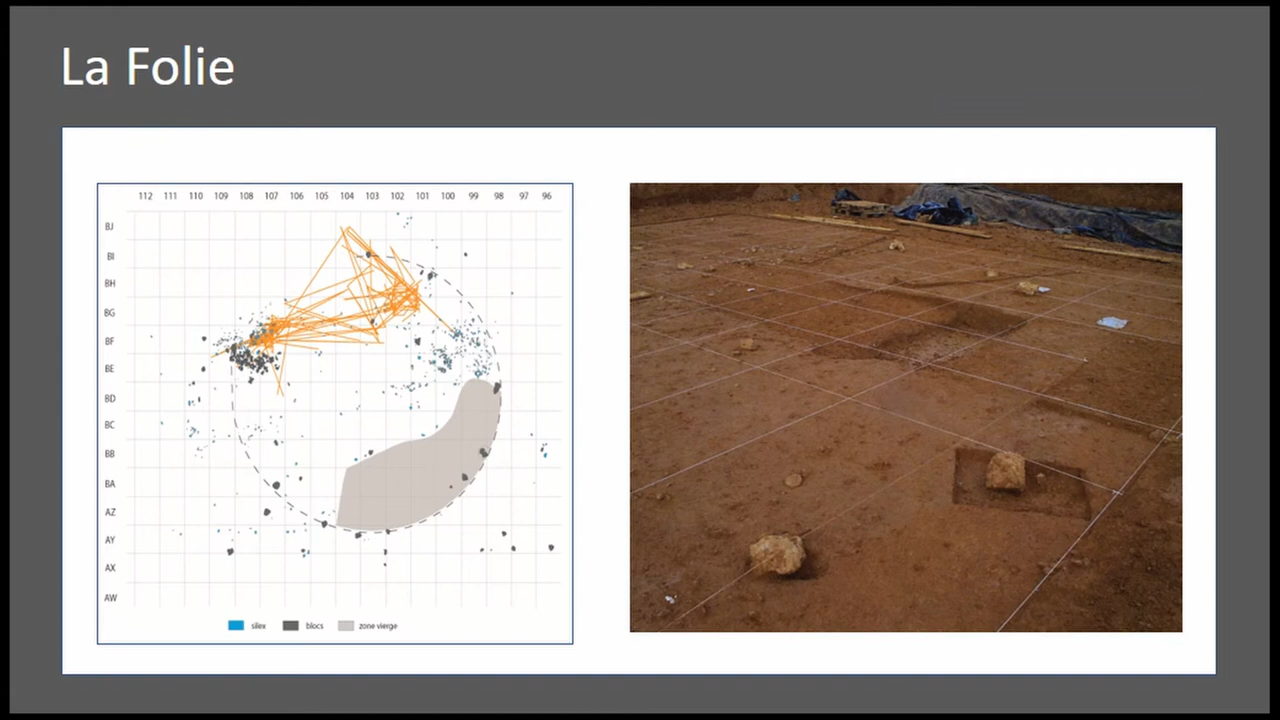 La Folie
112 111 110 109 108 107 106 105 104 103 102 101 100 99 98 97 96
BJ
BI
BH
BG
BF
BE
BD
BC
BB
BA
AZ
AY
AX
AW
silex blocs zone vierge